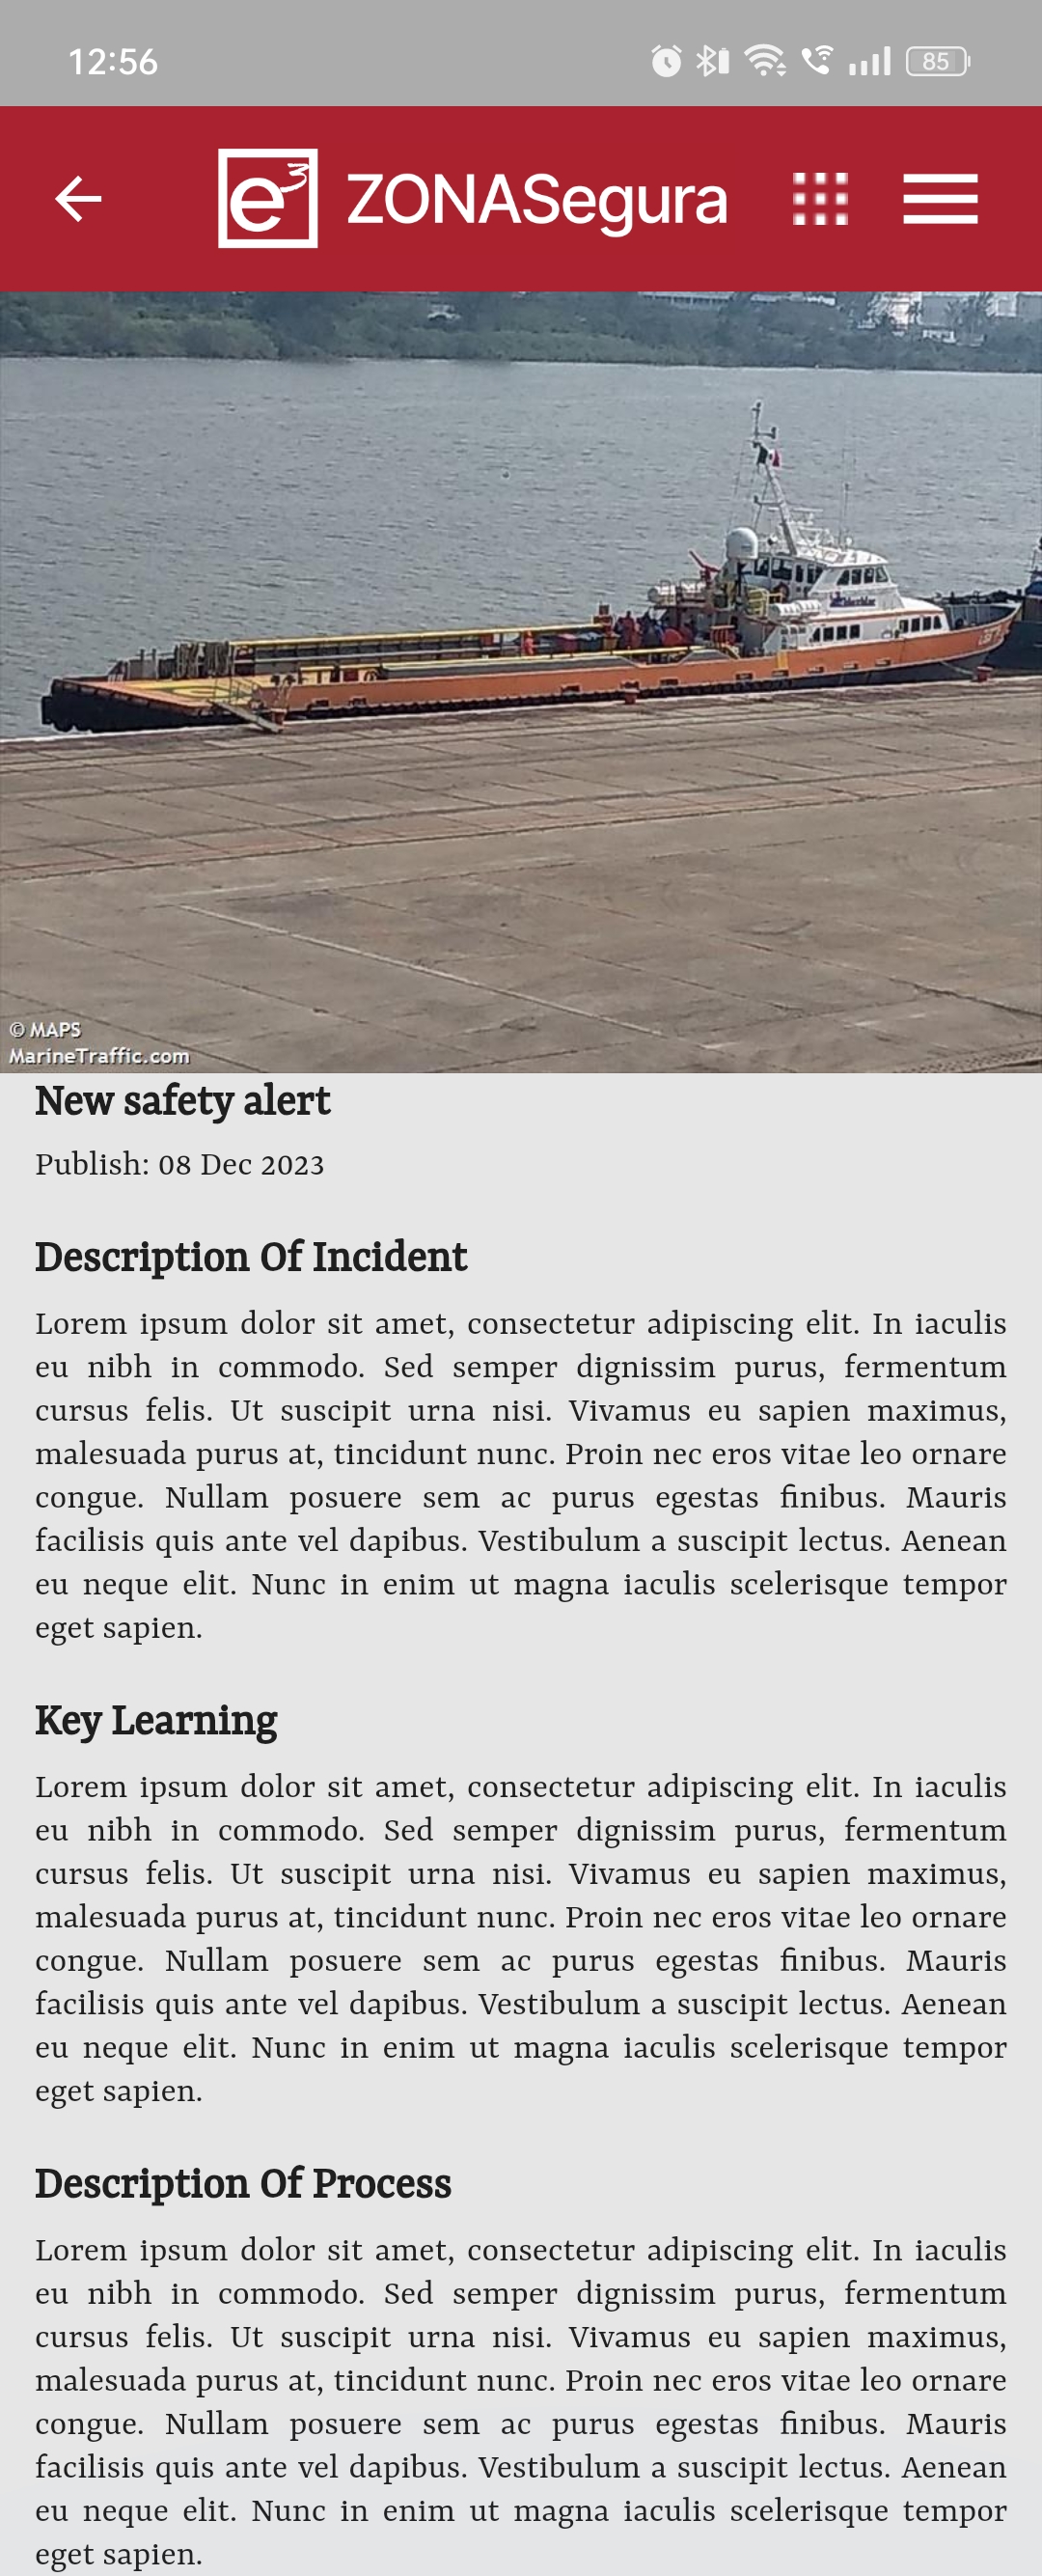 12:56
85
e3 ZONASegura
© MAPS
MarineTraffic.com
New safety alert
Publish: 08 Dec 2023
Description Of Incident
Lorem ipsum dolor sit amet, consectetur adipiscing elit. In iaculis
eu nibh in commodo. Sed semper dignissim purus, fermentum
cursus felis. Ut suscipit urna nisi. Vivamus eu sapien maximus,
malesuada purus at, tincidunt nunc. Proin nec eros vitae leo ornare
congue. Nullam posuere sem ac purus egestas finibus. Mauris
facilisis quis ante vel dapibus. Vestibulum a suscipit lectus. Aenean
eu neque elit. Nunc in enim ut magna iaculis scelerisque tempor
eget sapien.
Key Learning
Lorem ipsum dolor sit amet, consectetur adipiscing elit. In iaculis
eu nibh in commodo. Sed semper dignissim purus, fermentum
cursus felis. Ut suscipit urna nisi. Vivamus eu sapien maximus,
malesuada purus at, tincidunt nunc. Proin nec eros vitae leo ornare
congue. Nullam posuere sem ac purus egestas finibus. Mauris
facilisis quis ante vel dapibus. Vestibulum a suscipit lectus. Aenean
eu neque elit. Nunc in enim ut magna iaculis scelerisque tempor
eget sapien.
Description Of Process
Lorem ipsum dolor sit amet, consectetur adipiscing elit. In iaculis
eu nibh in commodo. Sed semper dignissim purus, fermentum
cursus felis. Ut suscipit urna nisi. Vivamus eu sapien maximus,
malesuada purus at, tincidunt nunc. Proin nec eros vitae leo ornare
congue. Nullam posuere sem ac purus egestas finibus. Mauris
facilisis quis ante vel dapibus. Vestibulum a suscipit lectus. Aenean
eu neque elit. Nunc in enim ut magna iaculis scelerisque tempor
eget sapien.